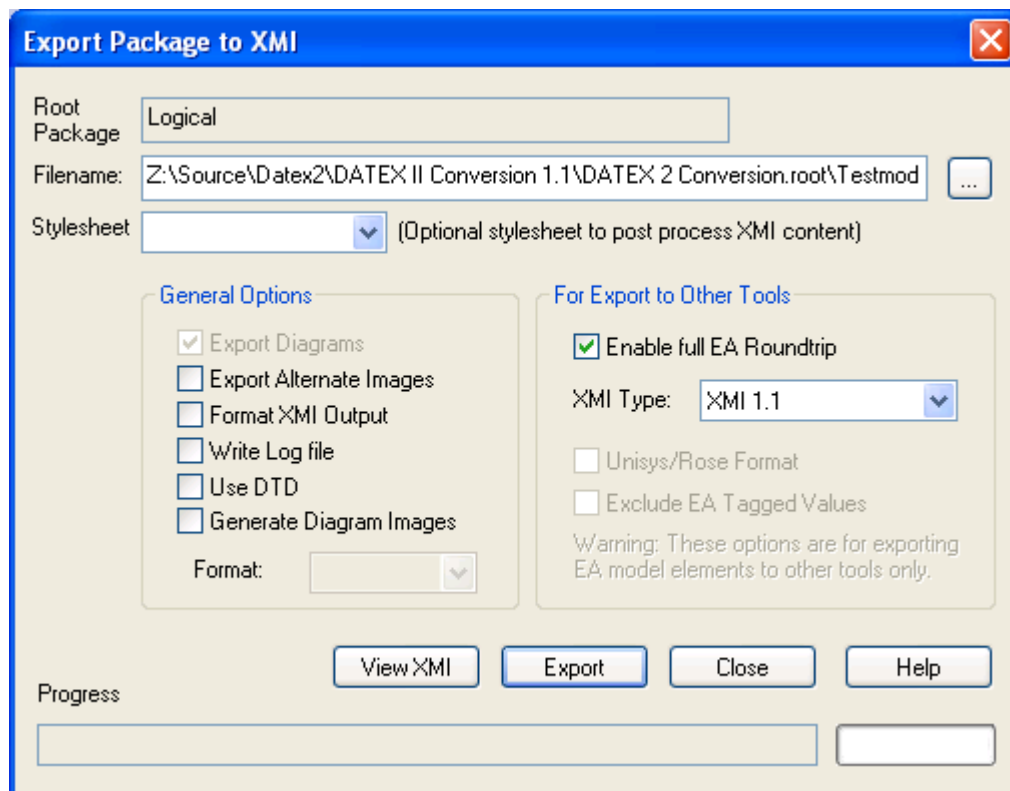 Export Package to XMI
Root
Package
Logical
Filename:
Z:\Source\Datex2\DATEX II Conversion 1.1\DATEX 2 Conversion.root\Testmod
...
Stylesheet
(Optional stylesheet to post process XMI content)
General Options
Export Diagrams
Export Alternate Images
Format XMI Output
Write Log file
Use DTD
Generate Diagram Images
Format:
For Export to Other Tools
Enable full EA Roundtrip
XMI Type:
XMI 1.1
Unisys/Rose Format
Exclude EA Tagged Values
Warning: These options are for exporting
EA model elements to other tools only.
View XMI
Export
Close
Help
Progress